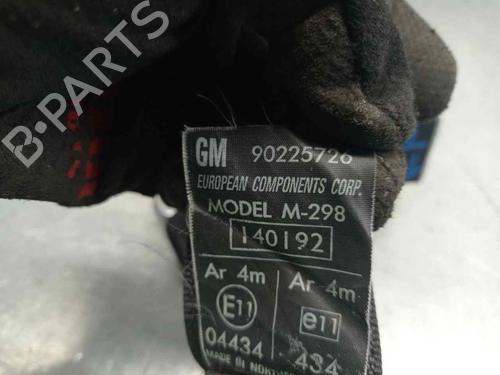 B-PARTS
GM 90225726
EUROPEAN COMPONENTS CORP.
MODEL M-298
140192
Ar 4m Ar 4m
E11 e11
04434 434
MADE IN